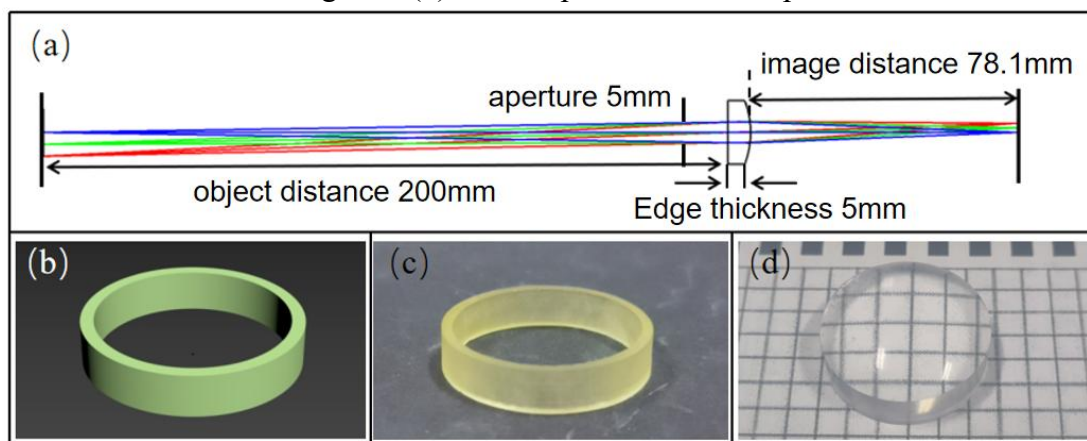 (a)
image distance 78.1mm
aperture 5mm
object distance 200mm
Edge thickness 5mm
(b)
(c)
(d)